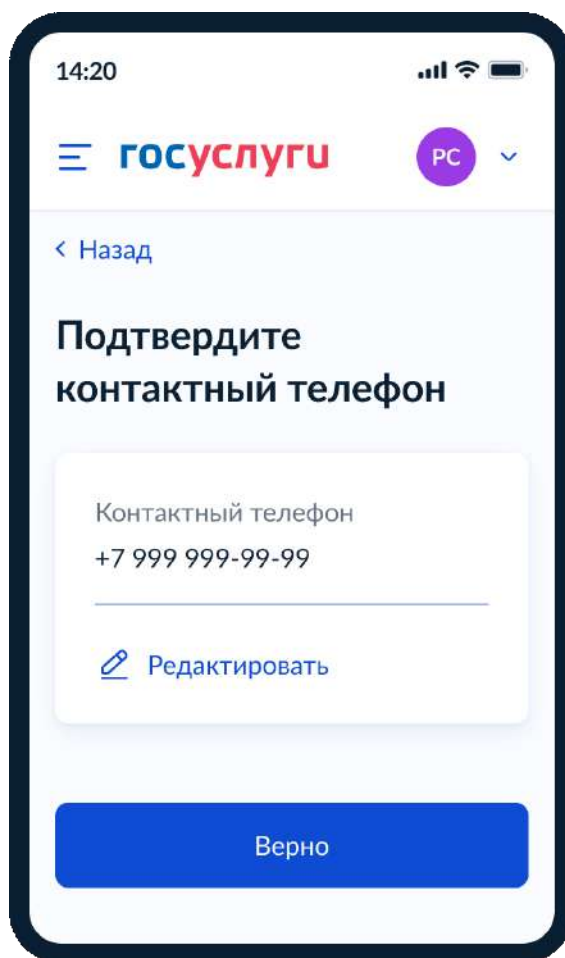 14:20
госуслуги
РС
Назад
Подтвердите
контактный телефон
Контактный телефон
+7 999 999-99-99
Редактировать
Верно